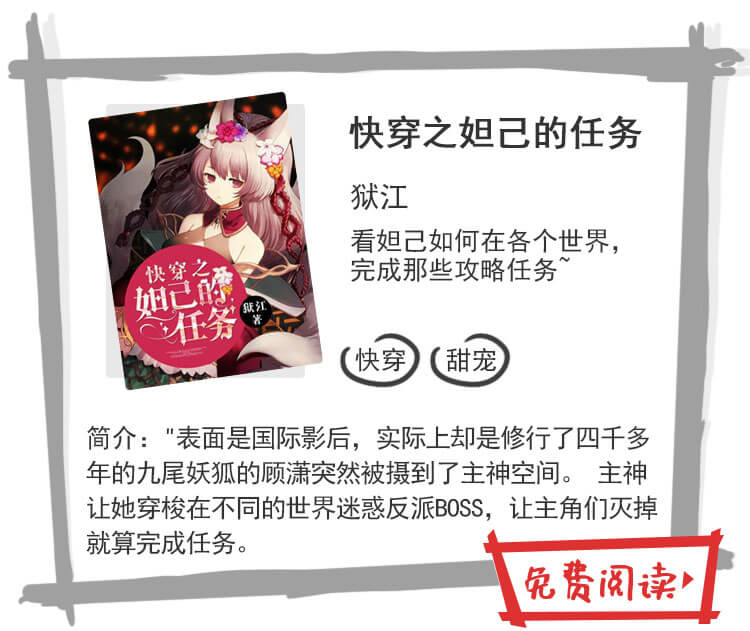 快穿之妲己的任务
狱江
看妲己如何在各个世界，
完成那些攻略任务~
快穿之
妲己的
任务
狱江
著
快穿
甜宠
简介："表面是国际影后，实际上却是修行了四千多
年的九尾妖狐的顾潇突然被摄到了主神空间。 主神
让她穿梭在不同的世界迷惑反派BOSS，让主角们灭掉
就算完成任务。
免费阅读